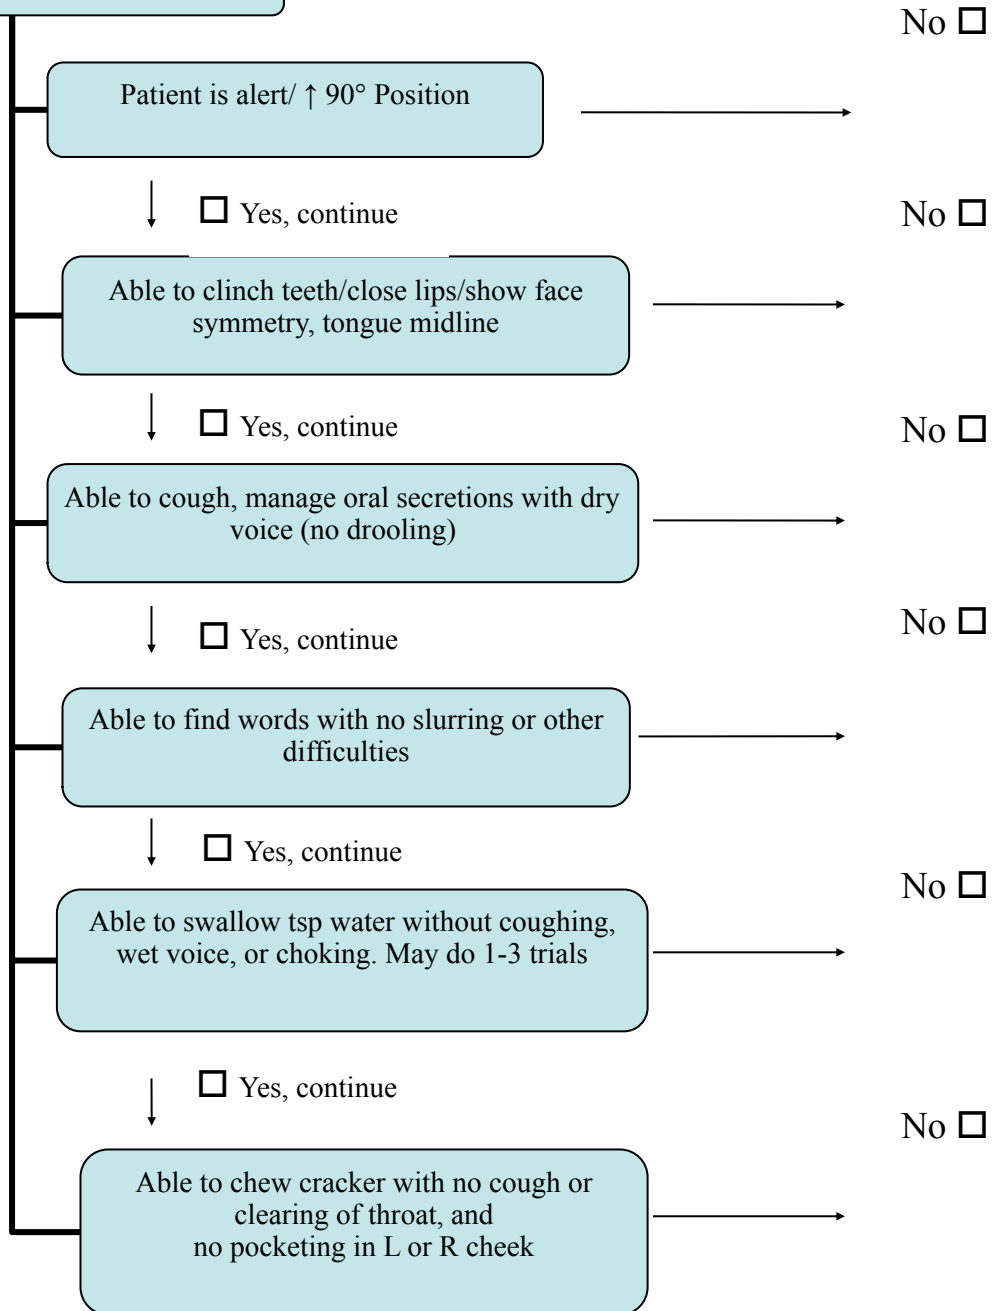 No ☐
Patient is alert/ ↑ 90° Position
☐ Yes, continue
No ☐
Able to clinch teeth/close lips/show face
symmetry, tongue midline
☐ Yes, continue
No ☐
Able to cough, manage oral secretions with dry
voice (no drooling)
☐ Yes, continue
No ☐
Able to find words with no slurring or other
difficulties
☐ Yes, continue
No ☐
Able to swallow tsp water without coughing,
wet voice, or choking. May do 1-3 trials
☐ Yes, continue
No ☐
Able to chew cracker with no cough or
clearing of throat, and
no pocketing in L or R cheek